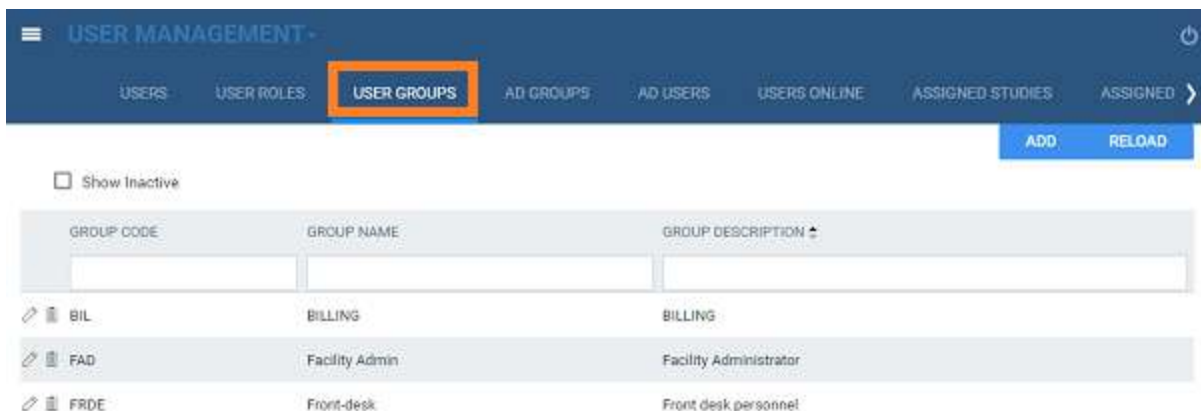 USER MANAGEMENT
USERS USER ROLES USER GROUPS AD GROUPS AD USERS USERS ONLINE ASSIGNED STUDIES ASSIGNED
ADD RELOAD
Show Inactive
GROUP CODE GROUP NAME GROUP DESCRIPTION
BIL BILLING BILLING
FAD Facility Admin Facility Administrator
FRDE Front-desk Front desk personnel